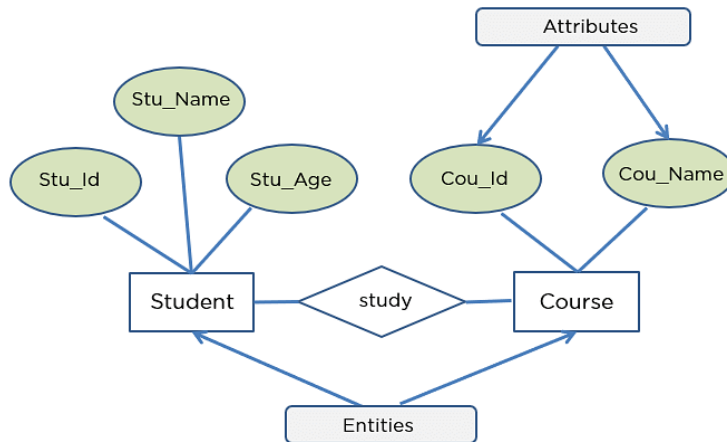 Attributes
Stu_Name
Stu_Id
Stu_Age
Cou_Id
Cou_Name
Student
study
Course
Entities